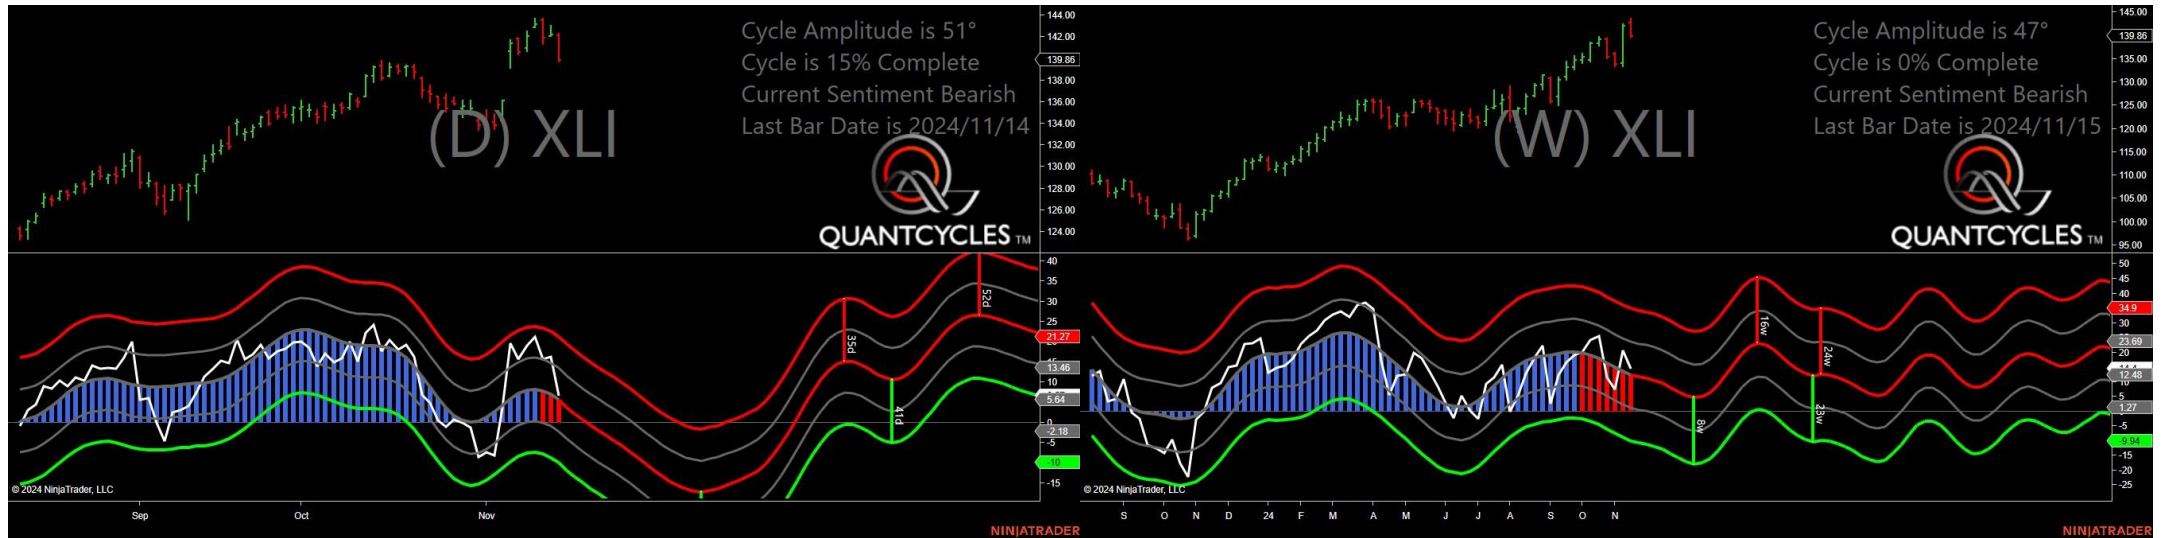 Cycle Amplitude is 51°
Cycle is 15% Complete
Current Sentiment Bearish
Last Bar Date is 2024/11/14
(D) XLI
QUANTCYCLES TM
144.00
142.00
139.86
138.00
136.00
134.00
132.00
130.00
128.00
126.00
124.00
40
35
30
25
21.27
13.46
10
5.64
0
-2.18
-5
-10
-15
35d
41d
52d
© 2024 NinjaTrader, LLC
Sep Oct Nov
NINJATRADER
Cycle Amplitude is 47°
Cycle is 0% Complete
Current Sentiment Bearish
Last Bar Date is 2024/11/15
(W) XLI
QUANTCYCLES TM
145.00
139.86
135.00
130.00
125.00
120.00
115.00
110.00
105.00
100.00
95.00
50
45
40
34.9
30
23.69
20
12.48
5
1.27
-5
-9.94
-15
-20
-25
8w
16w
23w
24w
© 2024 NinjaTrader, LLC
S O N D 24 F M A M J J A S O N
NINJATRADER